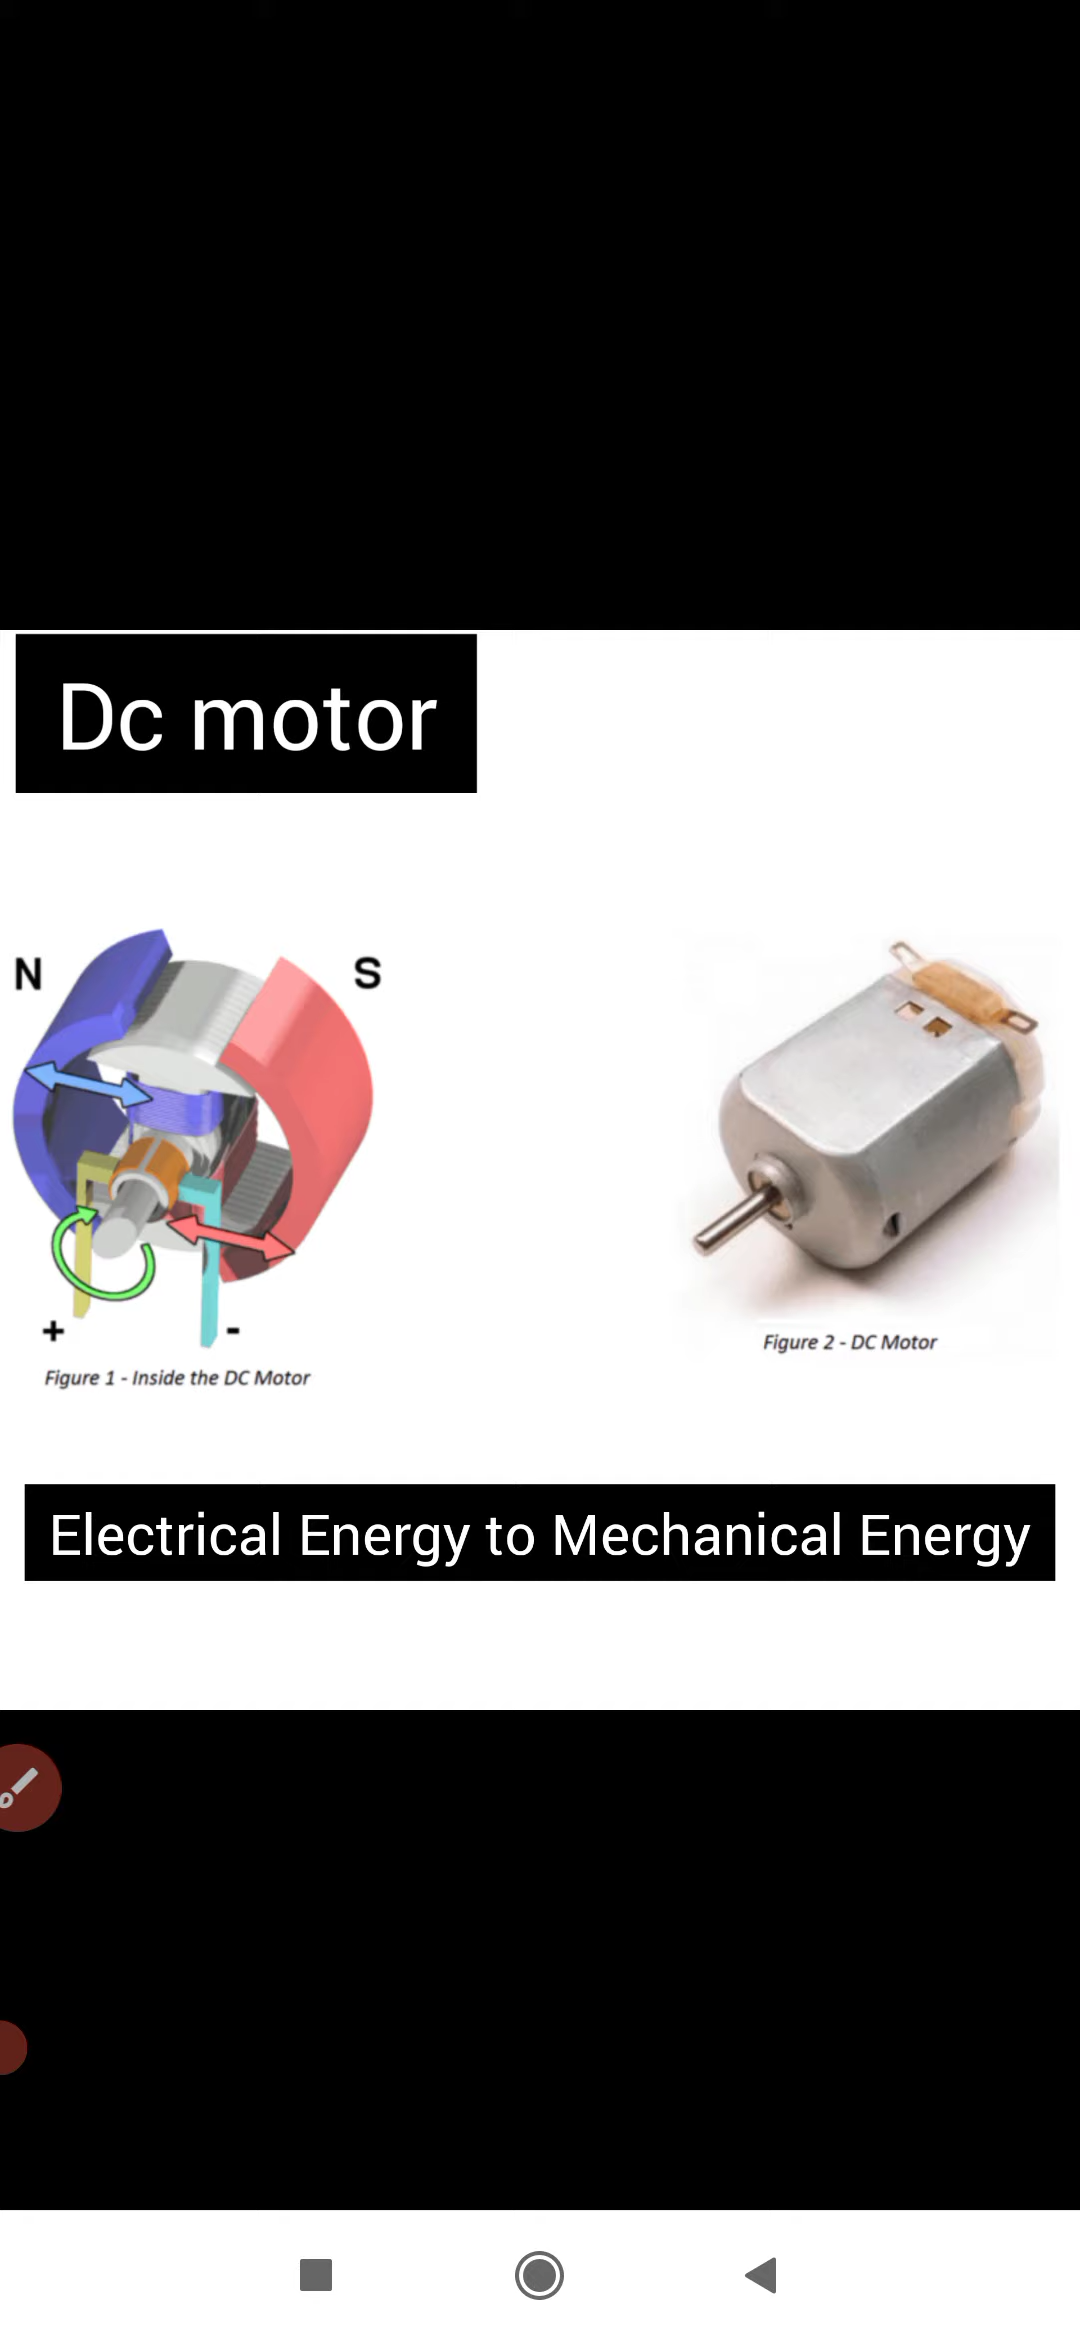 Dc motor
N
S
+
-
Figure 1 - Inside the DC Motor
Figure 2 - DC Motor
Electrical Energy to Mechanical Energy